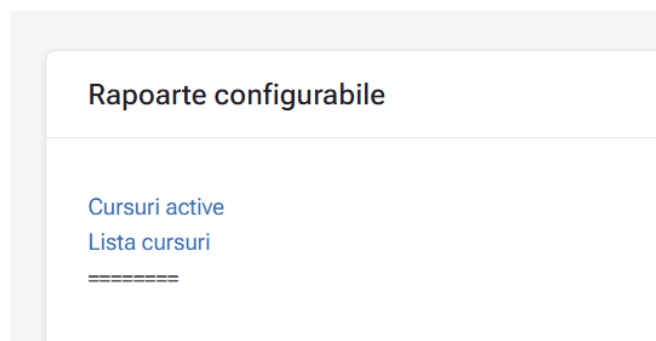 Rapoarte configurabile
Cursuri active
Lista cursuri
========